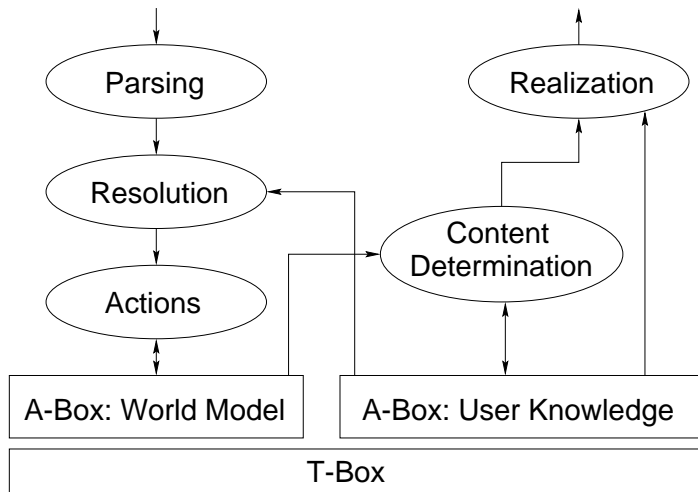 Parsing
Realization
Resolution
Content
Determination
Actions
A-Box: World Model
A-Box: User Knowledge
T-Box